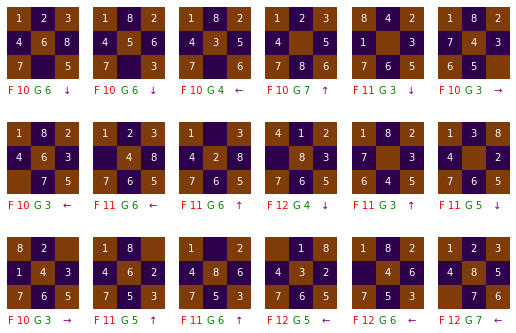 1 2 3 1 8 2 1 8 2 1 2 3 8 4 2 1 8 2
4 6 8 4 5 6 4 3 5 4 5 1 3 7 4 3
7 5 7 3 7 6 7 8 6 7 6 5 6 5
F 10 G 6 ↓ F 10 G 6 ↓ F 10 G 4 ← F 10 G 7 ↑ F 11 G 3 ↓ F 10 G 3 →
1 8 2 1 2 3 1 3 4 1 2 1 8 2 1 3 8
4 6 3 4 8 4 2 8 8 3 7 3 4 2
7 5 7 6 5 7 6 5 7 6 5 6 4 5 7 6 5
F 10 G 3 ← F 11 G 6 ← F 11 G 6 ↑ F 12 G 4 ↓ F 11 G 3 ↑ F 11 G 5 ↓
8 2 1 8 1 2 1 8 1 8 2 1 2 3
1 4 3 4 6 2 4 8 6 4 3 2 4 6 4 8 5
7 6 5 7 5 3 7 5 3 7 6 5 7 5 3 7 6
F 10 G 3 → F 11 G 5 ↑ F 11 G 6 ↑ F 12 G 5 ← F 12 G 6 ← F 12 G 7 ←